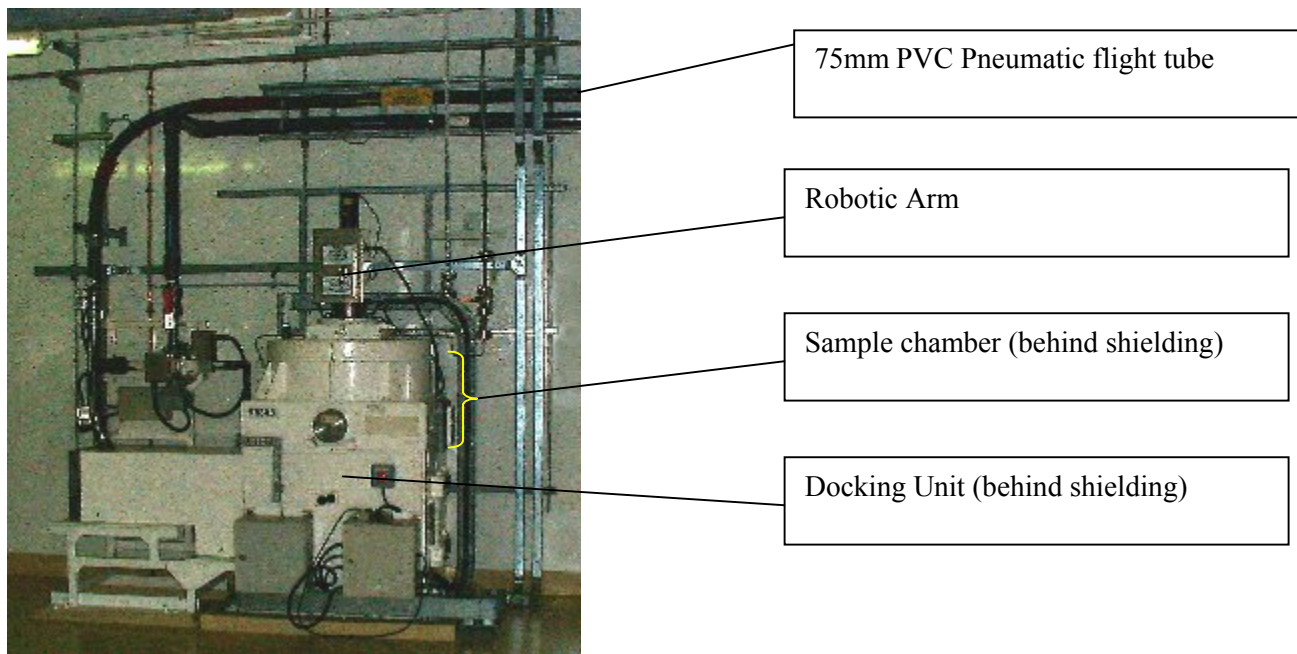 75mm PVC Pneumatic flight tube
Robotic Arm
Sample chamber (behind shielding)
Docking Unit (behind shielding)